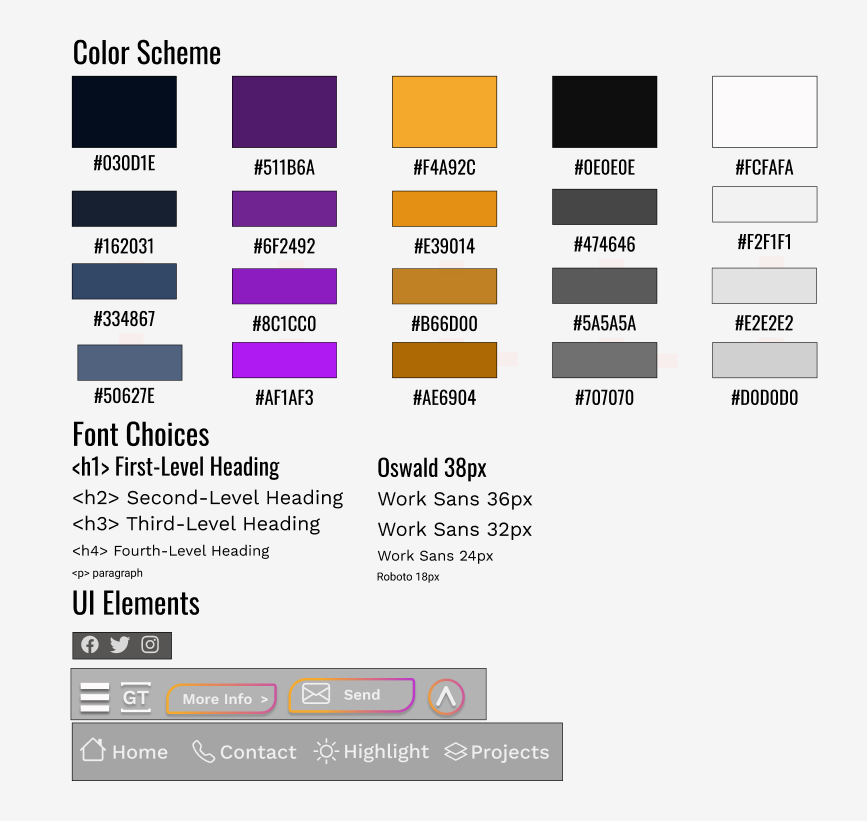 Color Scheme
#030D1E #511B6A #F4A92C #0E0E0E #FCFAFA
#162031 #6F2492 #E39014 #474646 #F2F1F1
#334867 #8C1CC0 #B66D00 #5A5A5A #E2E2E2
#50627E #AF1AF3 #AE6904 #707070 #D0D0D0
Font Choices
<h1> First-Level Heading Oswald 38px
<h2> Second-Level Heading Work Sans 36px
<h3> Third-Level Heading Work Sans 32px
<h4> Fourth-Level Heading Work Sans 24px
<p> paragraph Roboto 18px
UI Elements
GT More Info > Send
Home Contact Highlight Projects